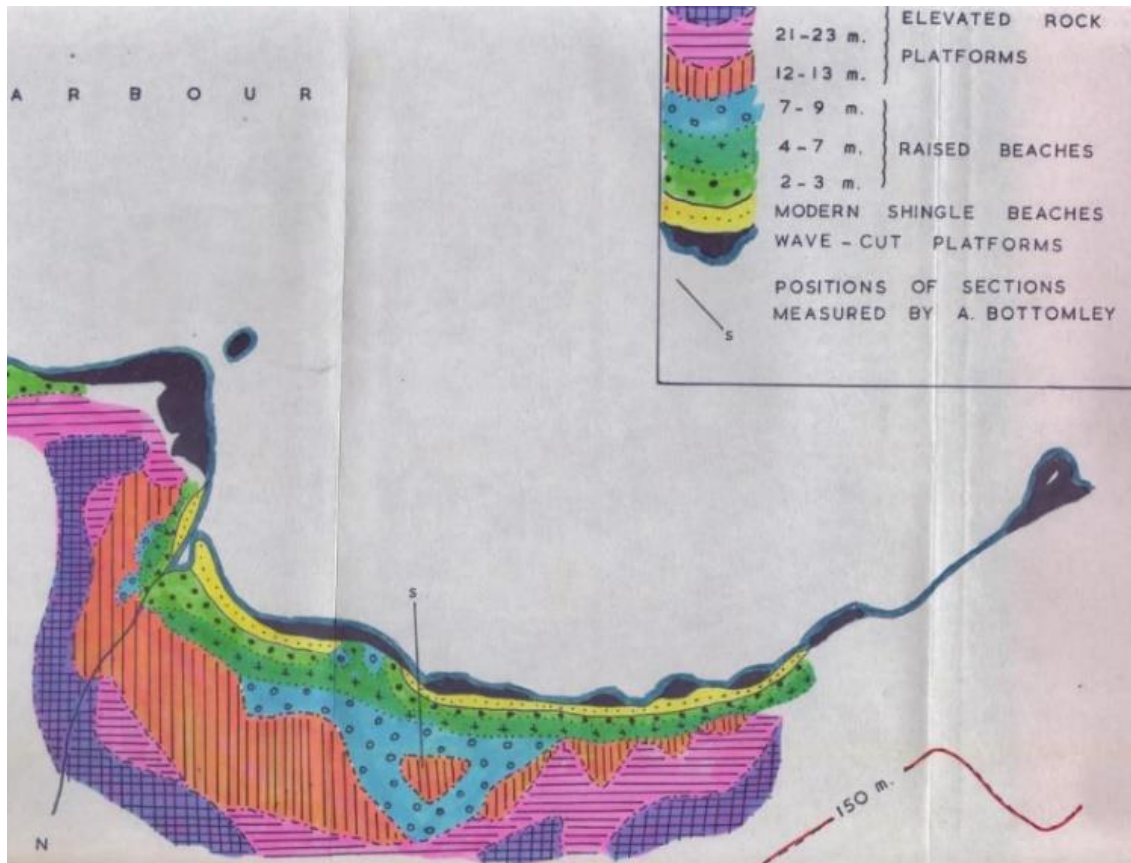 ELEVATED ROCK
21-23 m.
PLATFORMS
12-13 m.
ARBOUR
7-9 m.
4-7 m.
RAISED BEACHES
2-3 m.
MODERN SHINGLE BEACHES
WAVE-CUT PLATFORMS
POSITIONS OF SECTIONS
MEASURED BY A. BOTTOMLEY
S
S
150 m.
N